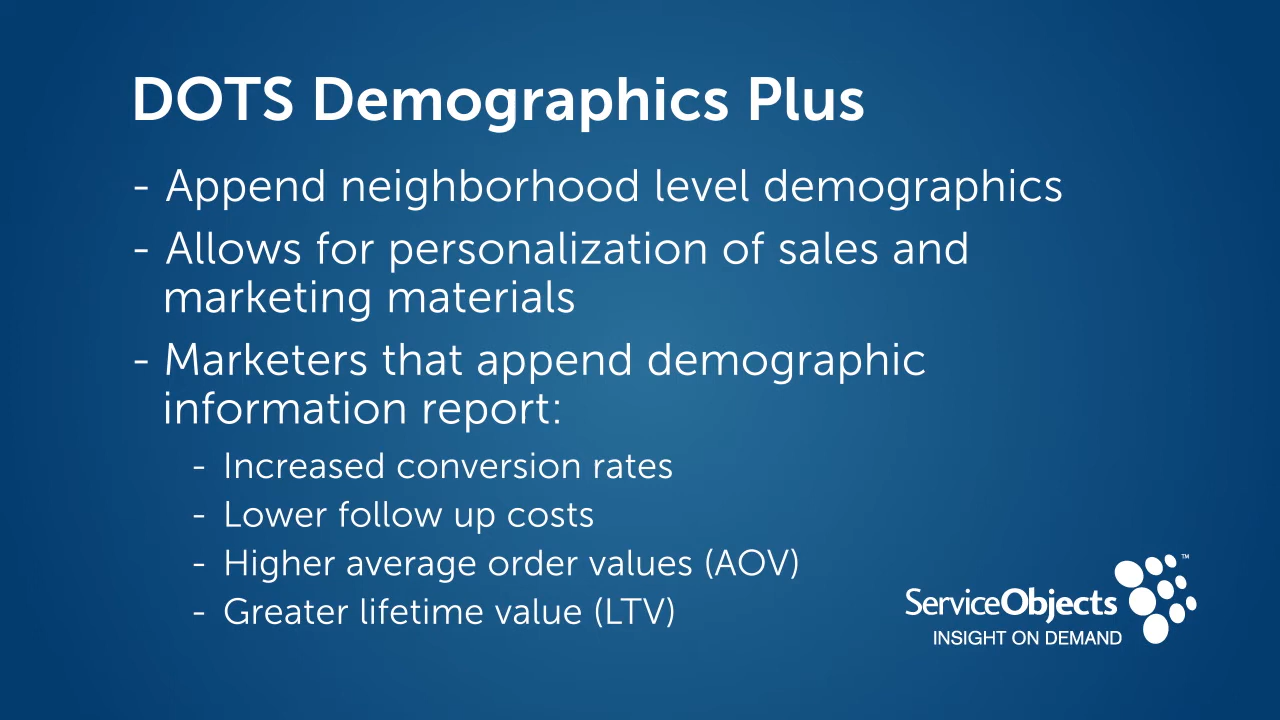 DOTS Demographics Plus
- Append neighborhood level demographics
- Allows for personalization of sales and
marketing materials
- Marketers that append demographic
information report:
- Increased conversion rates
- Lower follow up costs
- Higher average order values (AOV)
- Greater lifetime value (LTV)
ServiceObjects ™
INSIGHT ON DEMAND